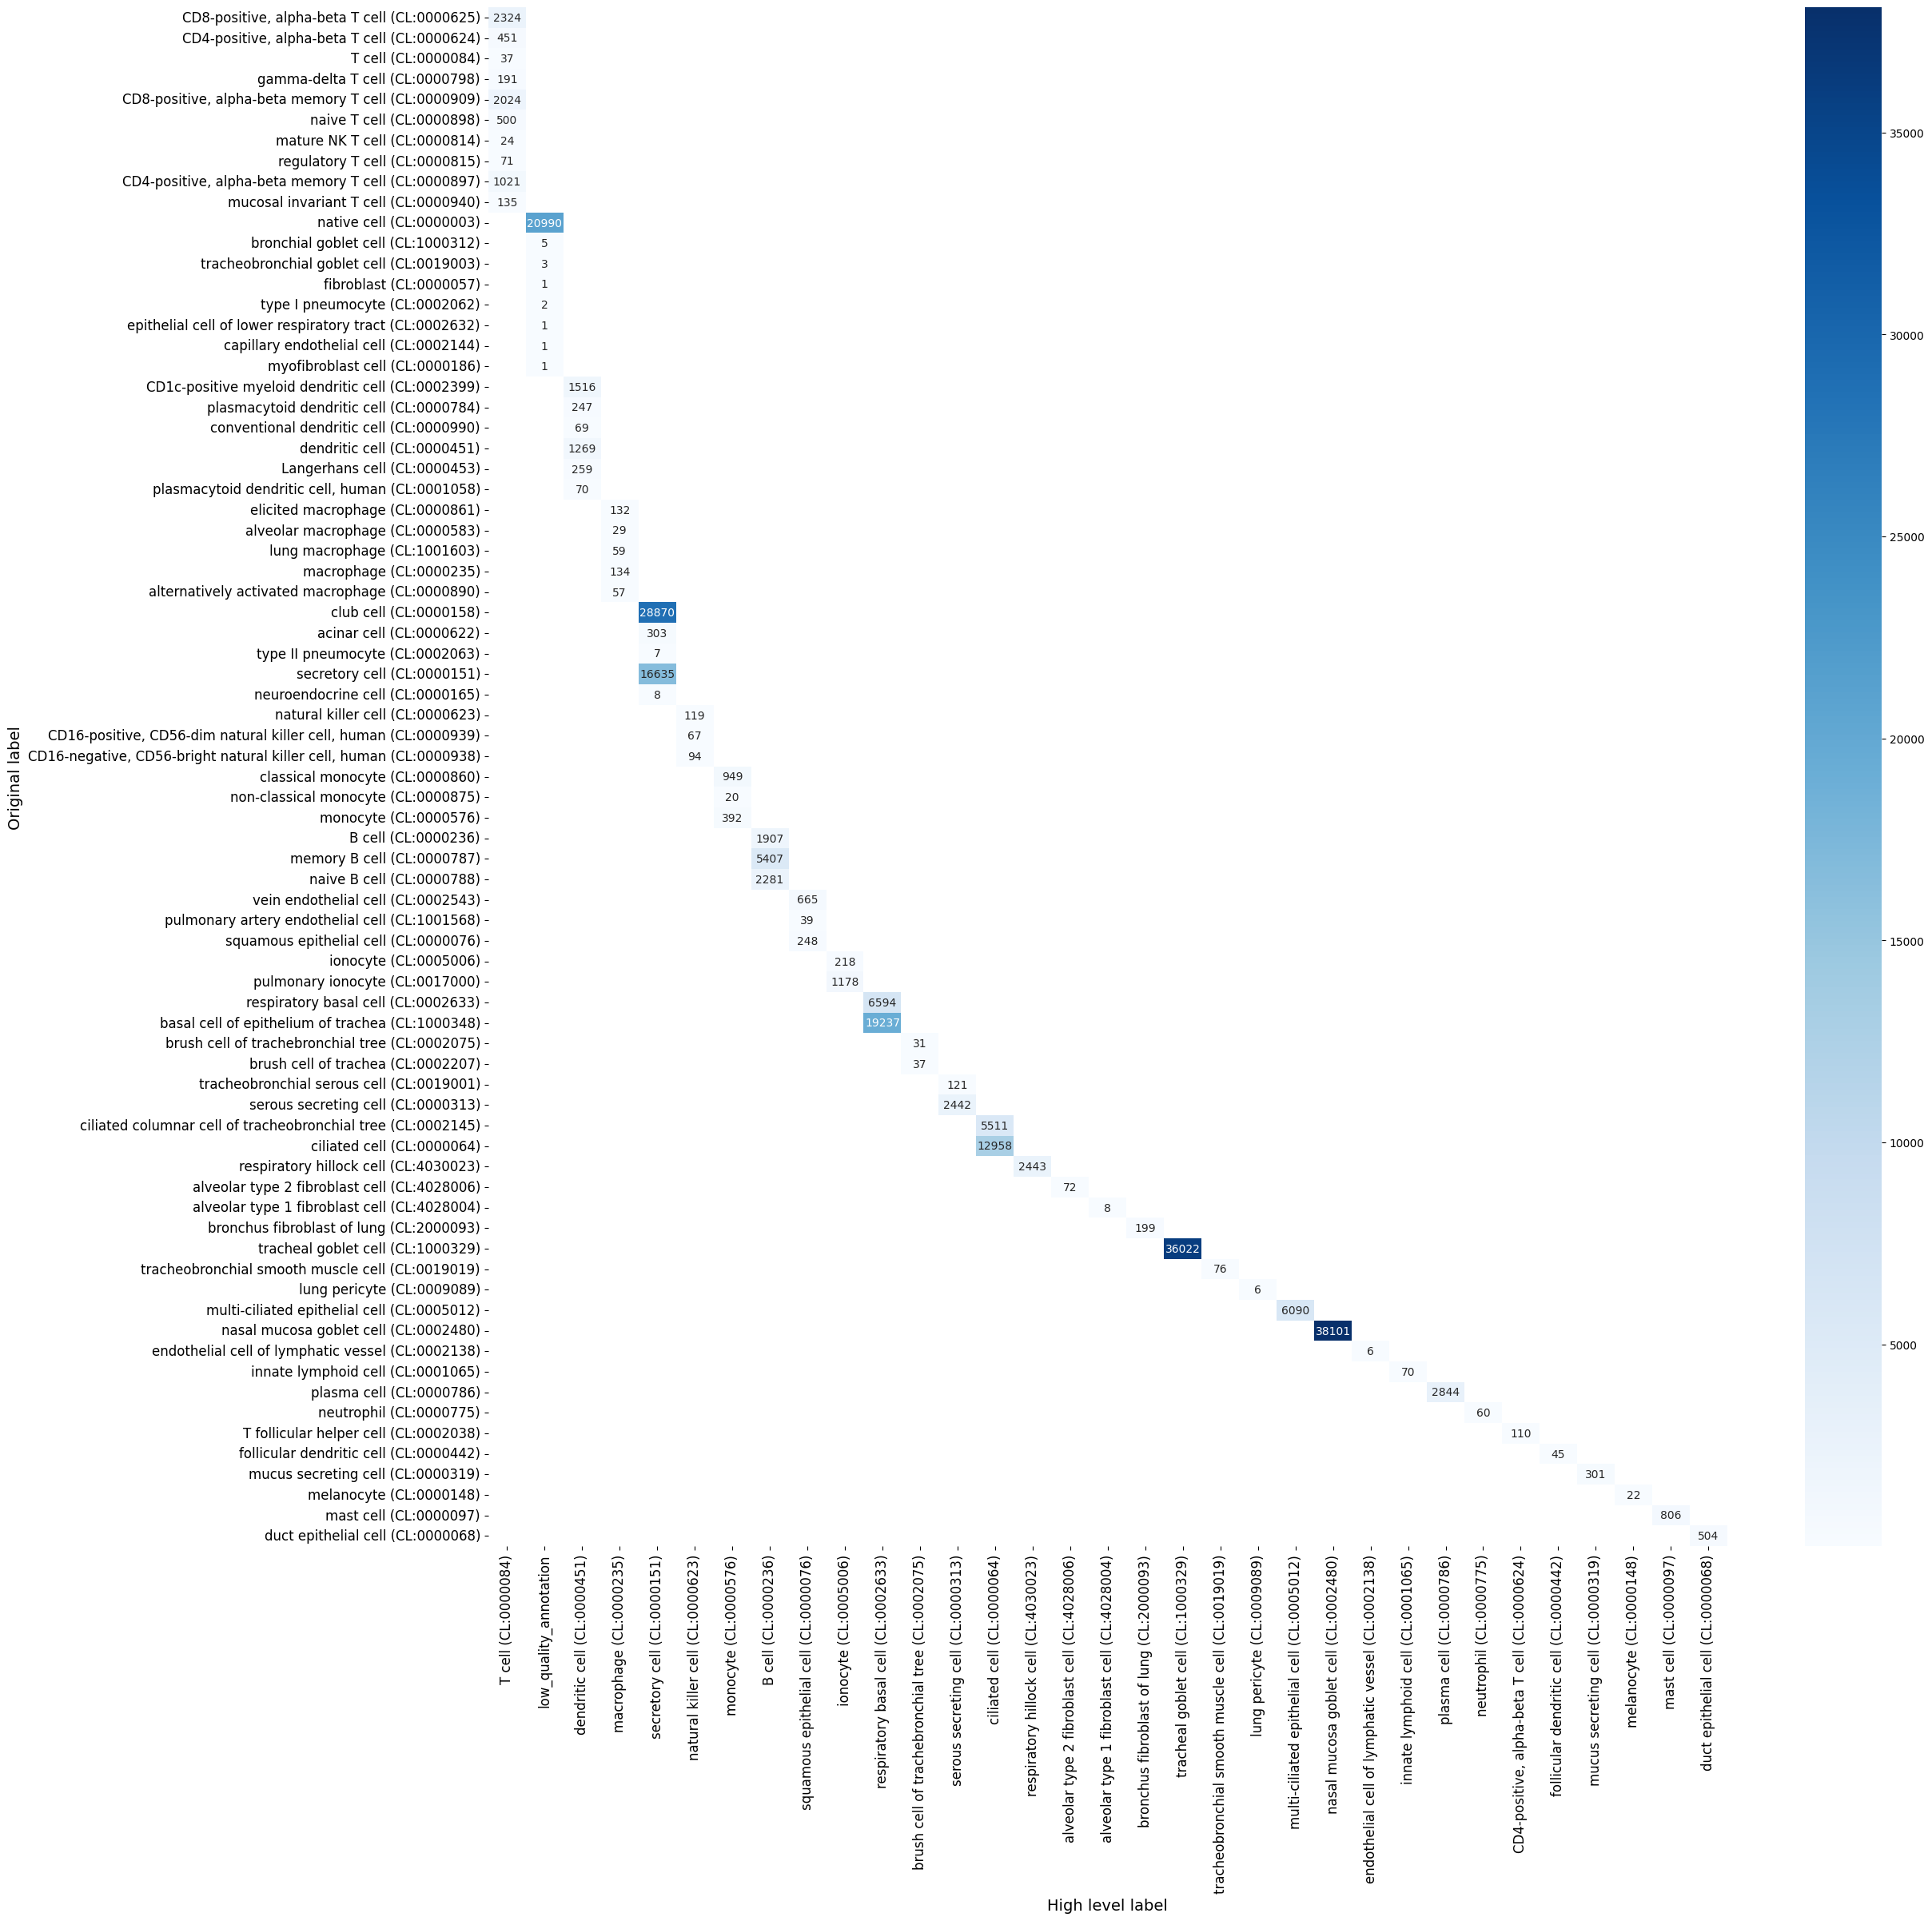 CD8-positive, alpha-beta T cell (CL:0000625) 2324
CD4-positive, alpha-beta T cell (CL:0000624) 451
T cell (CL:0000084) 37
gamma-delta T cell (CL:0000798) 191
CD8-positive, alpha-beta memory T cell (CL:0000909) 2024
naive T cell (CL:0000898) 500
mature NK T cell (CL:0000814) 24
regulatory T cell (CL:0000815) 71
CD4-positive, alpha-beta memory T cell (CL:0000897) 1021
mucosal invariant T cell (CL:0000940) 135
native cell (CL:0000003) 20990
bronchial goblet cell (CL:1000312) 5
tracheobronchial goblet cell (CL:0019003) 3
fibroblast (CL:0000057) 1
type I pneumocyte (CL:0002062) 2
epithelial cell of lower respiratory tract (CL:0002632) 1
capillary endothelial cell (CL:0002144) 1
myofibroblast cell (CL:0000186) 1
CD1c-positive myeloid dendritic cell (CL:0002399) 1516
plasmacytoid dendritic cell (CL:0000784) 247
conventional dendritic cell (CL:0000990) 69
dendritic cell (CL:0000451) 1269
Langerhans cell (CL:0000453) 259
plasmacytoid dendritic cell, human (CL:0001058) 70
elicited macrophage (CL:0000861) 132
alveolar macrophage (CL:0000583) 29
lung macrophage (CL:1001603) 59
macrophage (CL:0000235) 134
alternatively activated macrophage (CL:0000890) 57
club cell (CL:0000158) 28870
acinar cell (CL:0000622) 303
type II pneumocyte (CL:0002063) 7
secretory cell (CL:0000151) 16635
neuroendocrine cell (CL:0000165) 8
natural killer cell (CL:0000623) 119
CD16-positive, CD56-dim natural killer cell, human (CL:0000939) 67
CD16-negative, CD56-bright natural killer cell, human (CL:0000938) 94
classical monocyte (CL:0000860) 949
non-classical monocyte (CL:0000875) 20
monocyte (CL:0000576) 392
B cell (CL:0000236) 1907
memory B cell (CL:0000787) 5407
naive B cell (CL:0000788) 2281
vein endothelial cell (CL:0002543) 665
pulmonary artery endothelial cell (CL:1001568) 39
squamous epithelial cell (CL:0000076) 248
ionocyte (CL:0005006) 218
pulmonary ionocyte (CL:0017000) 1178
respiratory basal cell (CL:0002633) 6594
basal cell of epithelium of trachea (CL:1000348) 19237
brush cell of trachebronchial tree (CL:0002075) 31
brush cell of trachea (CL:0002207) 37
tracheobronchial serous cell (CL:0019001) 121
serous secreting cell (CL:0000313) 2442
ciliated columnar cell of tracheobronchial tree (CL:0002145) 5511
ciliated cell (CL:0000064) 12958
respiratory hillock cell (CL:4030023) 2443
alveolar type 2 fibroblast cell (CL:4028006) 72
alveolar type 1 fibroblast cell (CL:4028004) 8
bronchus fibroblast of lung (CL:2000093) 199
tracheal goblet cell (CL:1000329) 36022
tracheobronchial smooth muscle cell (CL:0019019) 76
lung pericyte (CL:0009089) 6
multi-ciliated epithelial cell (CL:0005012) 6090
nasal mucosa goblet cell (CL:0002480) 38101
endothelial cell of lymphatic vessel (CL:0002138) 6
innate lymphoid cell (CL:0001065) 70
plasma cell (CL:0000786) 2844
neutrophil (CL:0000775) 60
T follicular helper cell (CL:0002038) 110
follicular dendritic cell (CL:0000442) 45
mucus secreting cell (CL:0000319) 301
melanocyte (CL:0000148) 22
mast cell (CL:0000097) 806
duct epithelial cell (CL:0000068) 504
Original label
T cell (CL:0000084)
low_quality_annotation
dendritic cell (CL:0000451)
macrophage (CL:0000235)
secretory cell (CL:0000151)
natural killer cell (CL:0000623)
monocyte (CL:0000576)
B cell (CL:0000236)
squamous epithelial cell (CL:0000076)
ionocyte (CL:0005006)
respiratory basal cell (CL:0002633)
brush cell of trachebronchial tree (CL:0002075)
serous secreting cell (CL:0000313)
ciliated cell (CL:0000064)
respiratory hillock cell (CL:4030023)
alveolar type 2 fibroblast cell (CL:4028006)
alveolar type 1 fibroblast cell (CL:4028004)
bronchus fibroblast of lung (CL:2000093)
tracheal goblet cell (CL:1000329)
tracheobronchial smooth muscle cell (CL:0019019)
lung pericyte (CL:0009089)
multi-ciliated epithelial cell (CL:0005012)
nasal mucosa goblet cell (CL:0002480)
endothelial cell of lymphatic vessel (CL:0002138)
innate lymphoid cell (CL:0001065)
plasma cell (CL:0000786)
neutrophil (CL:0000775)
CD4-positive, alpha-beta T cell (CL:0000624)
follicular dendritic cell (CL:0000442)
mucus secreting cell (CL:0000319)
melanocyte (CL:0000148)
mast cell (CL:0000097)
duct epithelial cell (CL:0000068)
High level label
35000
30000
25000
20000
15000
10000
5000